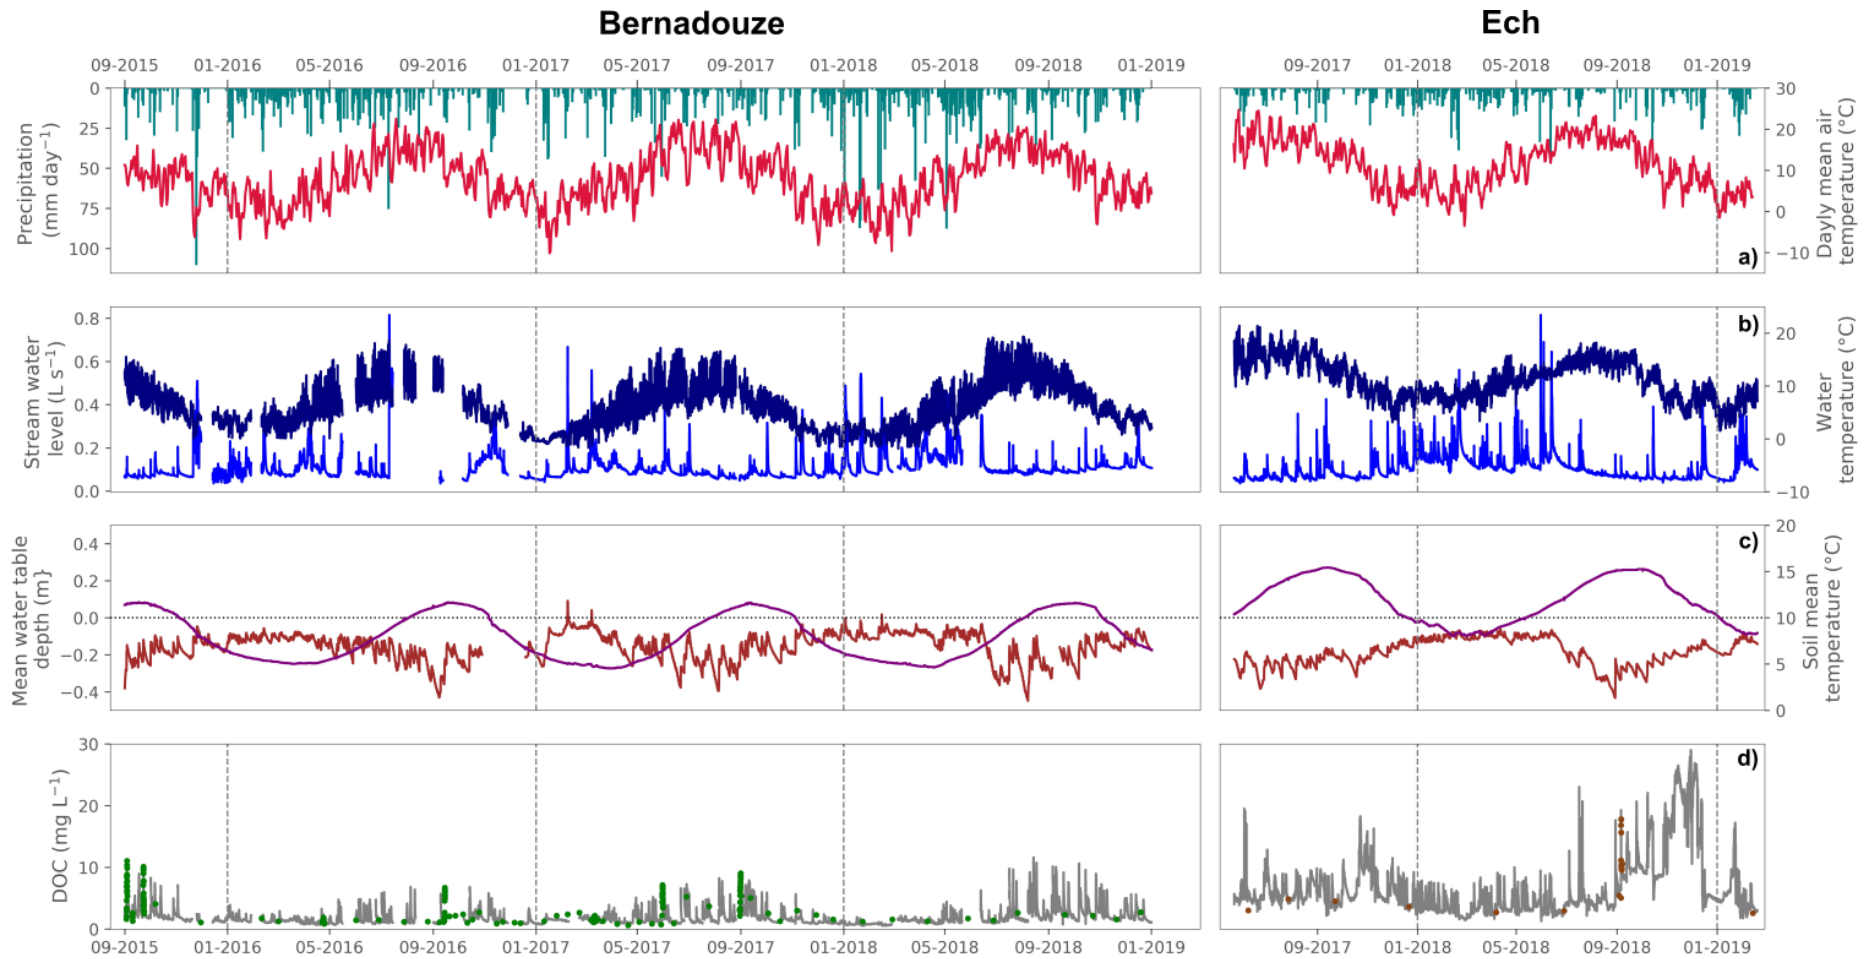 Bernadouze
Ech
09-2015 01-2016 05-2016 09-2016 01-2017 05-2017 09-2017 01-2018 05-2018 09-2018 01-2019
09-2017 01-2018 05-2018 09-2018 01-2019
Precipitation
(mm day⁻¹)
0
25
50
75
100
30
20
10
0
−10
Dayly mean air
temperature (°C)
a)
Stream water
level (L s⁻¹)
0.8
0.6
0.4
0.2
0.0
20
10
0
−10
Water
temperature (°C)
b)
Mean water table
depth (m}
0.4
0.2
0.0
−0.2
−0.4
20
15
10
5
0
Soil mean
temperature (°C)
c)
DOC (mg L⁻¹)
30
20
10
0
d)
09-2015 01-2016 05-2016 09-2016 01-2017 05-2017 09-2017 01-2018 05-2018 09-2018 01-2019
09-2017 01-2018 05-2018 09-2018 01-2019